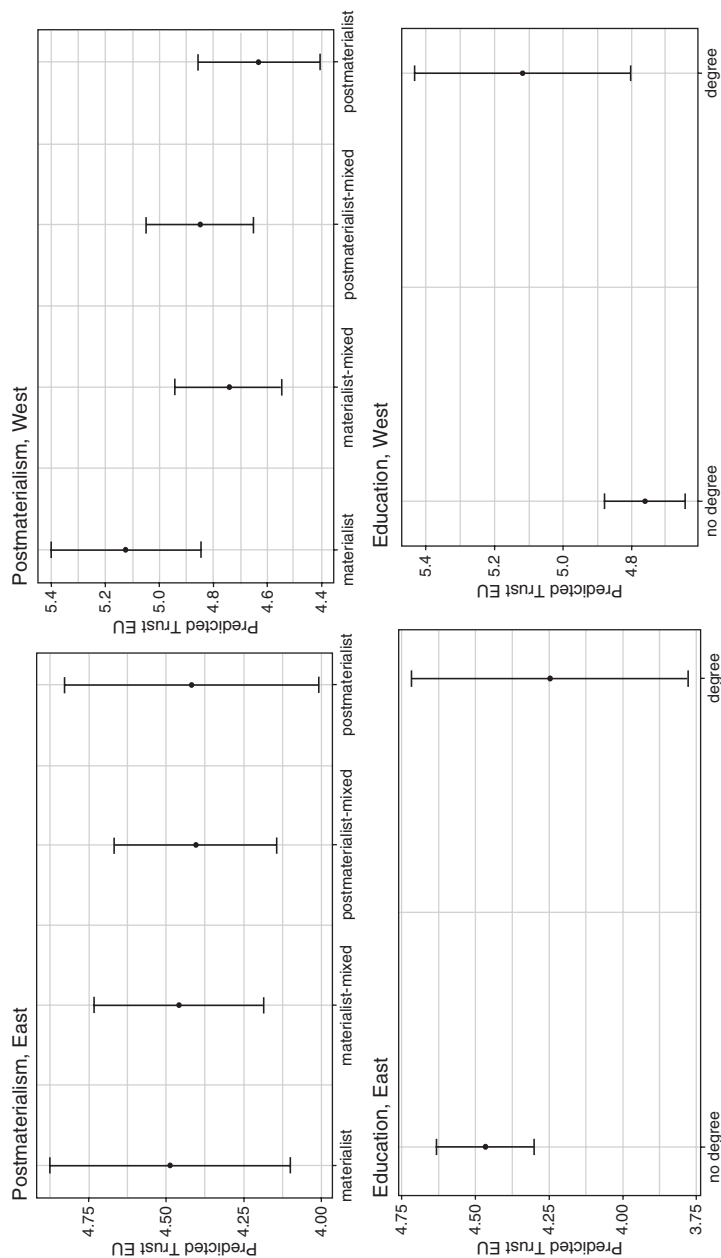 Postmaterialism, East
Predicted Trust EU
4.75
4.50
4.25
4.00
materialist
materialist-mixed
postmaterialist-mixed
postmaterialist
Postmaterialism, West
Predicted Trust EU
5.4
5.2
5.0
4.8
4.6
4.4
materialist
materialist-mixed
postmaterialist-mixed
postmaterialist
Education, East
Predicted Trust EU
4.75
4.50
4.25
4.00
3.75
no degree
degree
Education, West
Predicted Trust EU
5.4
5.2
5.0
4.8
no degree
degree